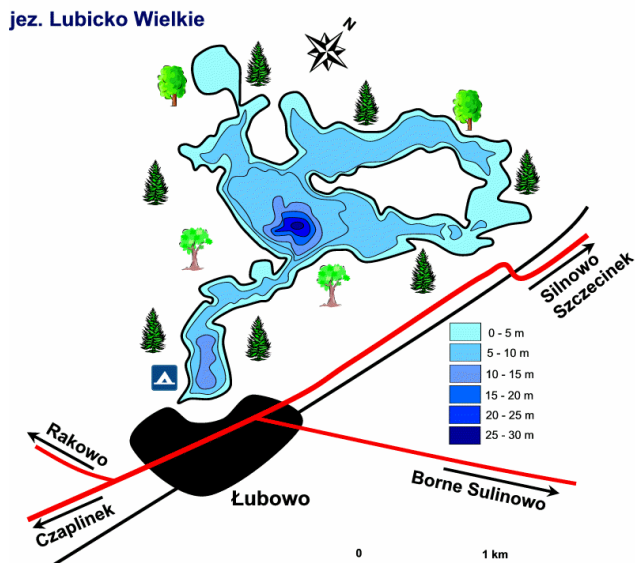 jez. Lubicko Wielkie
N
Silnowo
Szczecinek
0 - 5 m
5 - 10 m
10 - 15 m
15 - 20 m
20 - 25 m
25 - 30 m
Rakowo
Czaplinek
Łubowo
Borne Sulinowo
0 1 km